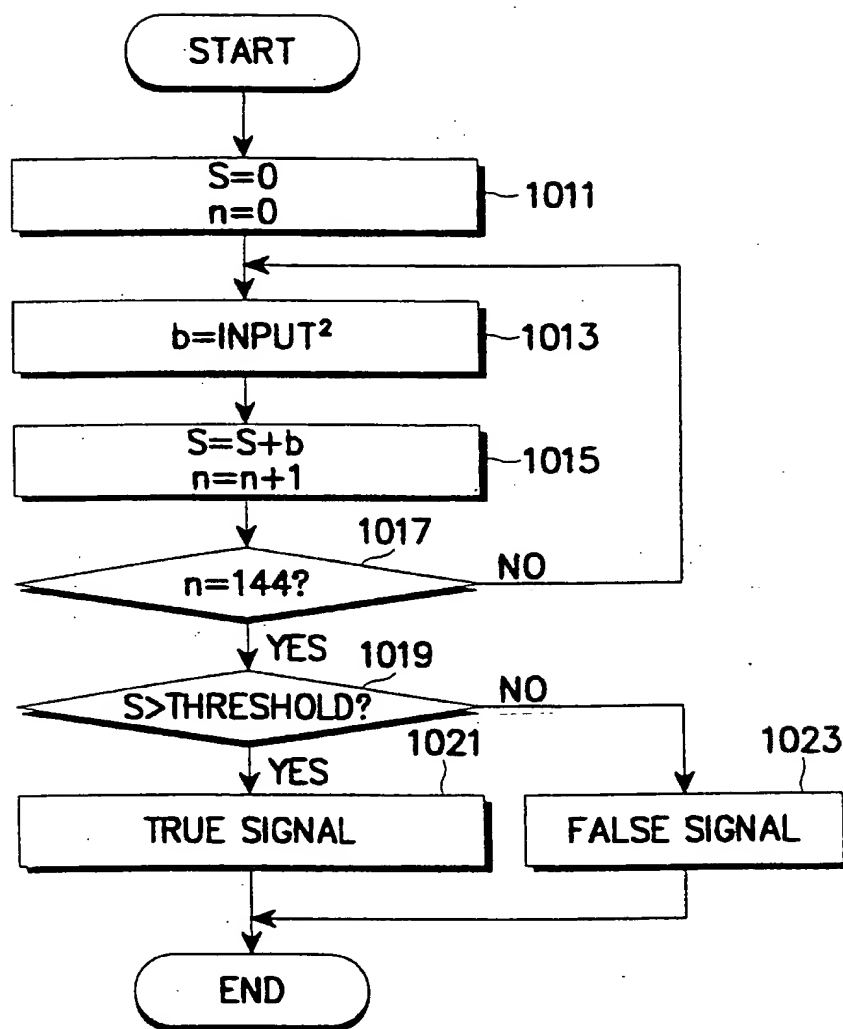 START
S=0
n=0
1011
b=INPUT²
1013
S=S+b
n=n+1
1015
1017
n=144?
NO
YES
1019
S>THRESHOLD?
NO
YES
1021
1023
TRUE SIGNAL
FALSE SIGNAL
END